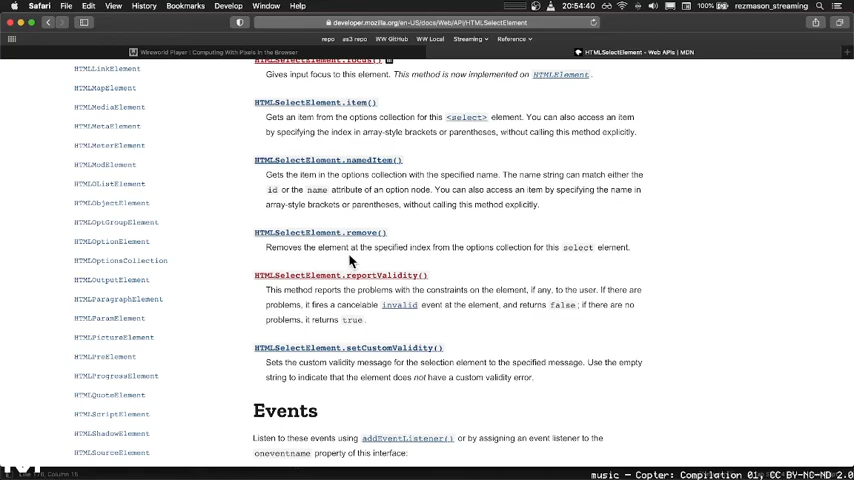 Safari File Edit View History Bookmarks Develop Window Help
100% 20:54:40 rezmason_streaming
developer.mozilla.org/en-US/docs/Web/API/HTMLSelectElement
repo as3 repo WW GitHub WW Local Streaming Reference
Wireworld Player : Computing With Pixels In the Browser
HTMLSelectElement - Web APIs | MDN
HTMLLinkElement
HTMLMapElement
HTMLMediaElement
HTMLMetaElement
HTMLMeterElement
HTMLModElement
HTMLOListElement
HTMLObjectElement
HTMLOptGroupElement
HTMLOptionElement
HTMLOptionsCollection
HTMLOutputElement
HTMLParagraphElement
HTMLParamElement
HTMLPictureElement
HTMLPreElement
HTMLProgressElement
HTMLQuoteElement
HTMLScriptElement
HTMLShadowElement
HTMLSourceElement
HTMLSelectElement.focus()
Gives input focus to this element. This method is now implemented on HTMLElement.
HTMLSelectElement.item()
Gets an item from the options collection for this <select> element. You can also access an item
by specifying the index in array-style brackets or parentheses, without calling this method explicitly.
HTMLSelectElement.namedItem()
Gets the item in the options collection with the specified name. The name string can match either the
id or the name attribute of an option node. You can also access an item by specifying the name in
array-style brackets or parentheses, without calling this method explicitly.
HTMLSelectElement.remove()
Removes the element at the specified index from the options collection for this select element.
HTMLSelectElement.reportValidity()
This method reports the problems with the constraints on the element, if any, to the user. If there are
problems, it fires a cancelable invalid event at the element, and returns false; if there are no
problems, it returns true.
HTMLSelectElement.setCustomValidity()
Sets the custom validity message for the selection element to the specified message. Use the empty
string to indicate that the element does not have a custom validity error.
Events
Listen to these events using addEventListener() or by assigning an event listener to the
oneventname property of this interface:
music - Copter: Compilation 01, CC BY-NC-ND 2.0